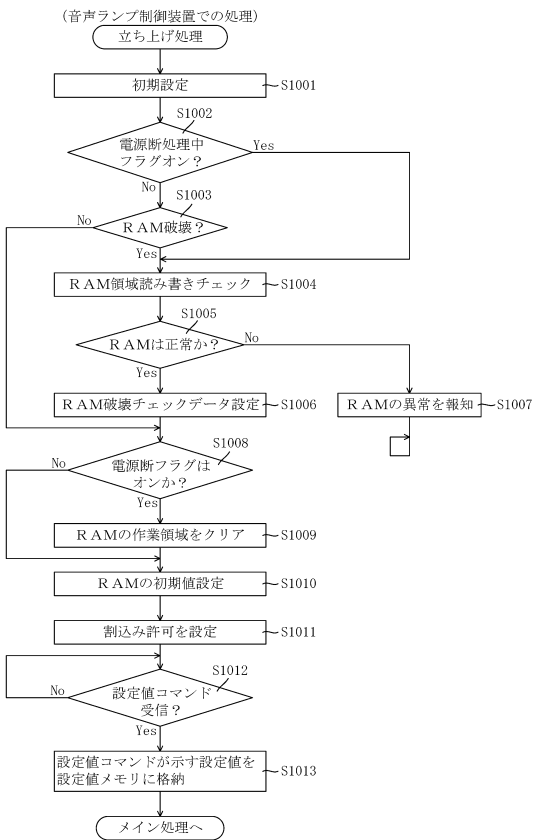 (音声ランプ制御装置での処理)
立ち上げ処理
初期設定
S1001
S1002
電源断処理中
フラグオン？
Yes
No
S1003
RAM破壊？
No
Yes
RAM領域読み書きチェック
S1004
S1005
RAMは正常か？
No
Yes
RAM破壊チェックデータ設定
S1006
RAMの異常を報知
S1007
S1008
電源断フラグは
オンか？
No
Yes
RAMの作業領域をクリア
S1009
RAMの初期値設定
S1010
割込み許可を設定
S1011
S1012
設定値コマンド
受信？
No
Yes
設定値コマンドが示す設定値を
設定値メモリに格納
S1013
メイン処理へ